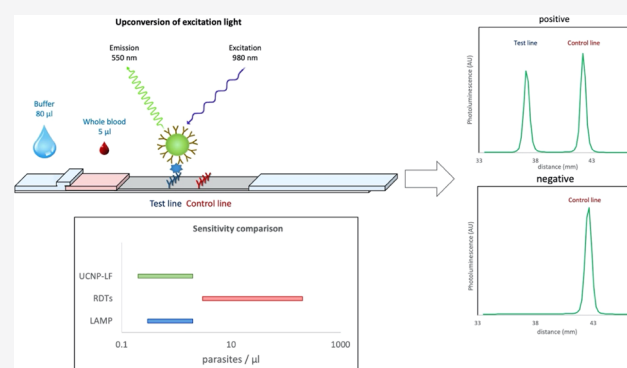 Upconversion of excitation light
Emission
550 nm
Excitation
980 nm
Buffer
80 µl
Whole blood
5 µl
Test line Control line
Sensitivity comparison
UCNP-LF
RDTs
LAMP
0.1 10 1000
parasites / µl
positive
Test line Control line
Photoluminescence (AU)
33 38 43
distance (mm)
negative
Control line
Photoluminescence (AU)
33 38 43
distance (mm)